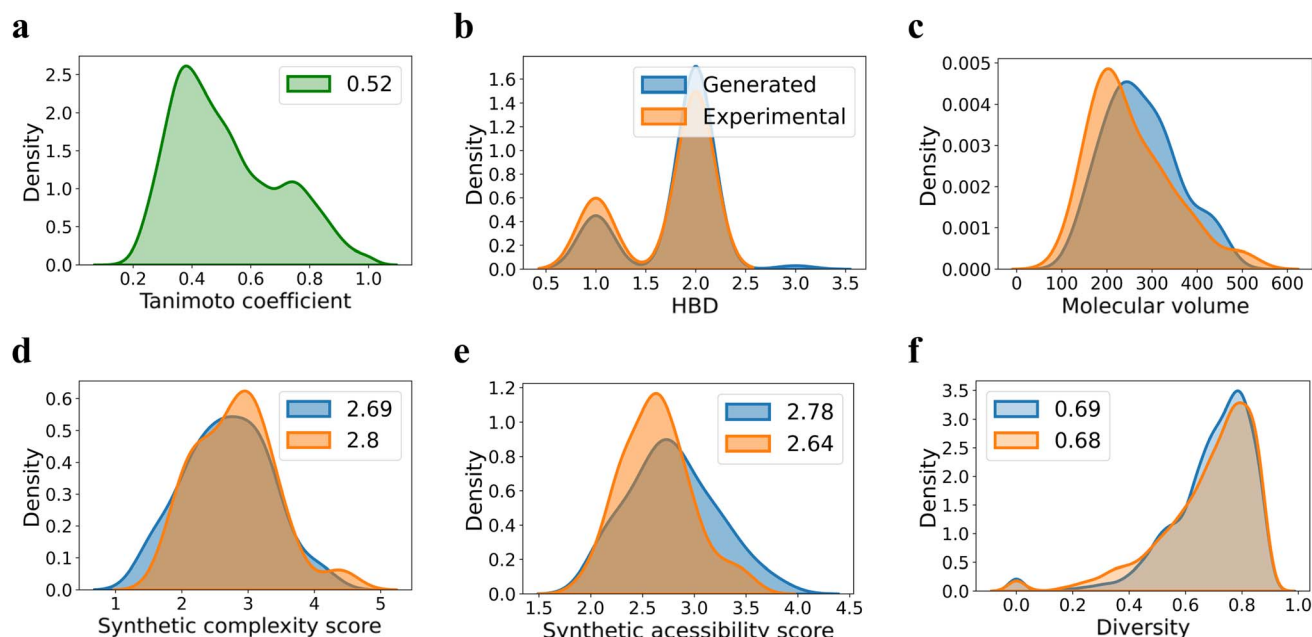 a
Density
2.5
2.0
1.5
1.0
0.5
0.0
0.52
0.2 0.4 0.6 0.8 1.0
Tanimoto coefficient
b
Density
1.6
1.4
1.2
1.0
0.8
0.6
0.4
0.2
0.0
Generated
Experimental
0.5 1.0 1.5 2.0 2.5 3.0 3.5
HBD
c
Density
0.005
0.004
0.003
0.002
0.001
0.000
0 100 200 300 400 500 600
Molecular volume
d
Density
0.6
0.5
0.4
0.3
0.2
0.1
0.0
2.69
2.8
1 2 3 4 5
Synthetic complexity score
e
Density
1.2
1.0
0.8
0.6
0.4
0.2
0.0
2.78
2.64
1.5 2.0 2.5 3.0 3.5 4.0 4.5
Synthetic acessibility score
f
Density
3.5
3.0
2.5
2.0
1.5
1.0
0.5
0.0
0.69
0.68
0.0 0.2 0.4 0.6 0.8 1.0
Diversity